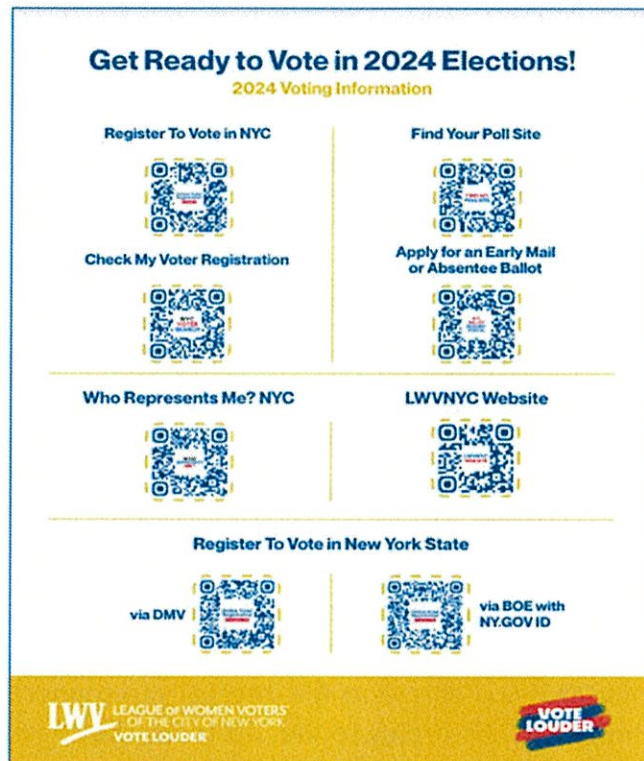 Get Ready to Vote in 2024 Elections!
2024 Voting Information
Register To Vote in NYC
Find Your Poll Site
Check My Voter Registration
Apply for an Early Mail
or Absentee Ballot
NYC
VOTER
SEARCH
Who Represents Me? NYC
LWVNYC Website
Register To Vote in New York State
via DMV
via BOE with
NY.GOV ID
LWV LEAGUE OF WOMEN VOTERS
OF THE CITY OF NEW YORK
VOTE LOUDER
VOTE
LOUDER